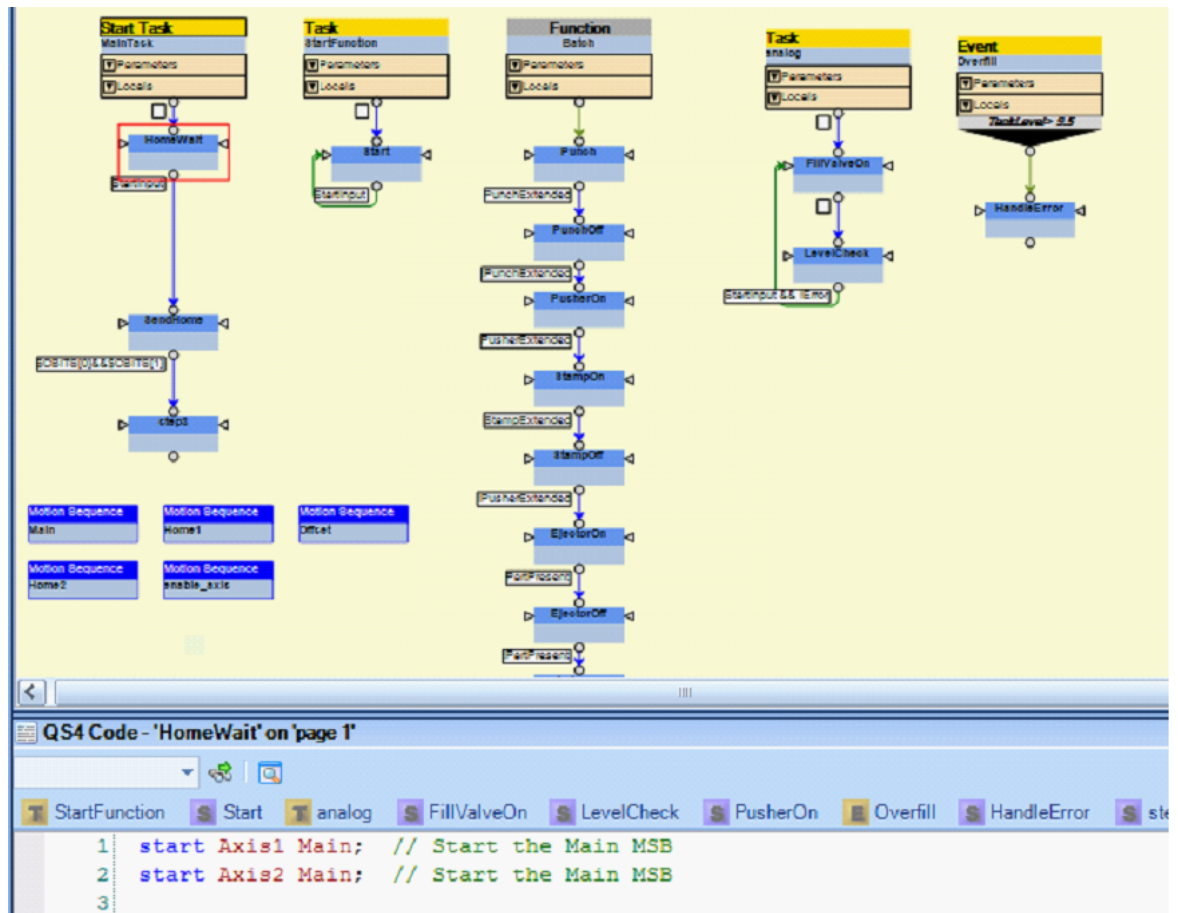 Start Task
MainTask
Parameters
Locals
HomeWait
StartInput
SendHome
step3
Task
StartFunction
Parameters
Locals
Start
StartInput
Function
Batch
Parameters
Locals
Punch
PunchExtended
PunchOff
!PunchExtended
PusherOn
PusherExtended
StampOn
StampExtended
StampOff
!PusherExtended
EjectorOn
PartPresent
EjectorOff
!PartPresent
Task
analog
Parameters
Locals
FillValveOn
LevelCheck
StartInput && !Error
Event
Overfill
Parameters
Locals
HandleError
Motion Sequence
Main
Motion Sequence
Home1
Motion Sequence
Offset
Motion Sequence
Home2
Motion Sequence
enable_axis
QS4 Code - 'HomeWait' on 'page 1'
StartFunction Start analog FillValveOn LevelCheck PusherOn Overfill HandleError ste
1 start Axis1 Main; // Start the Main MSB
2 start Axis2 Main; // Start the Main MSB
3